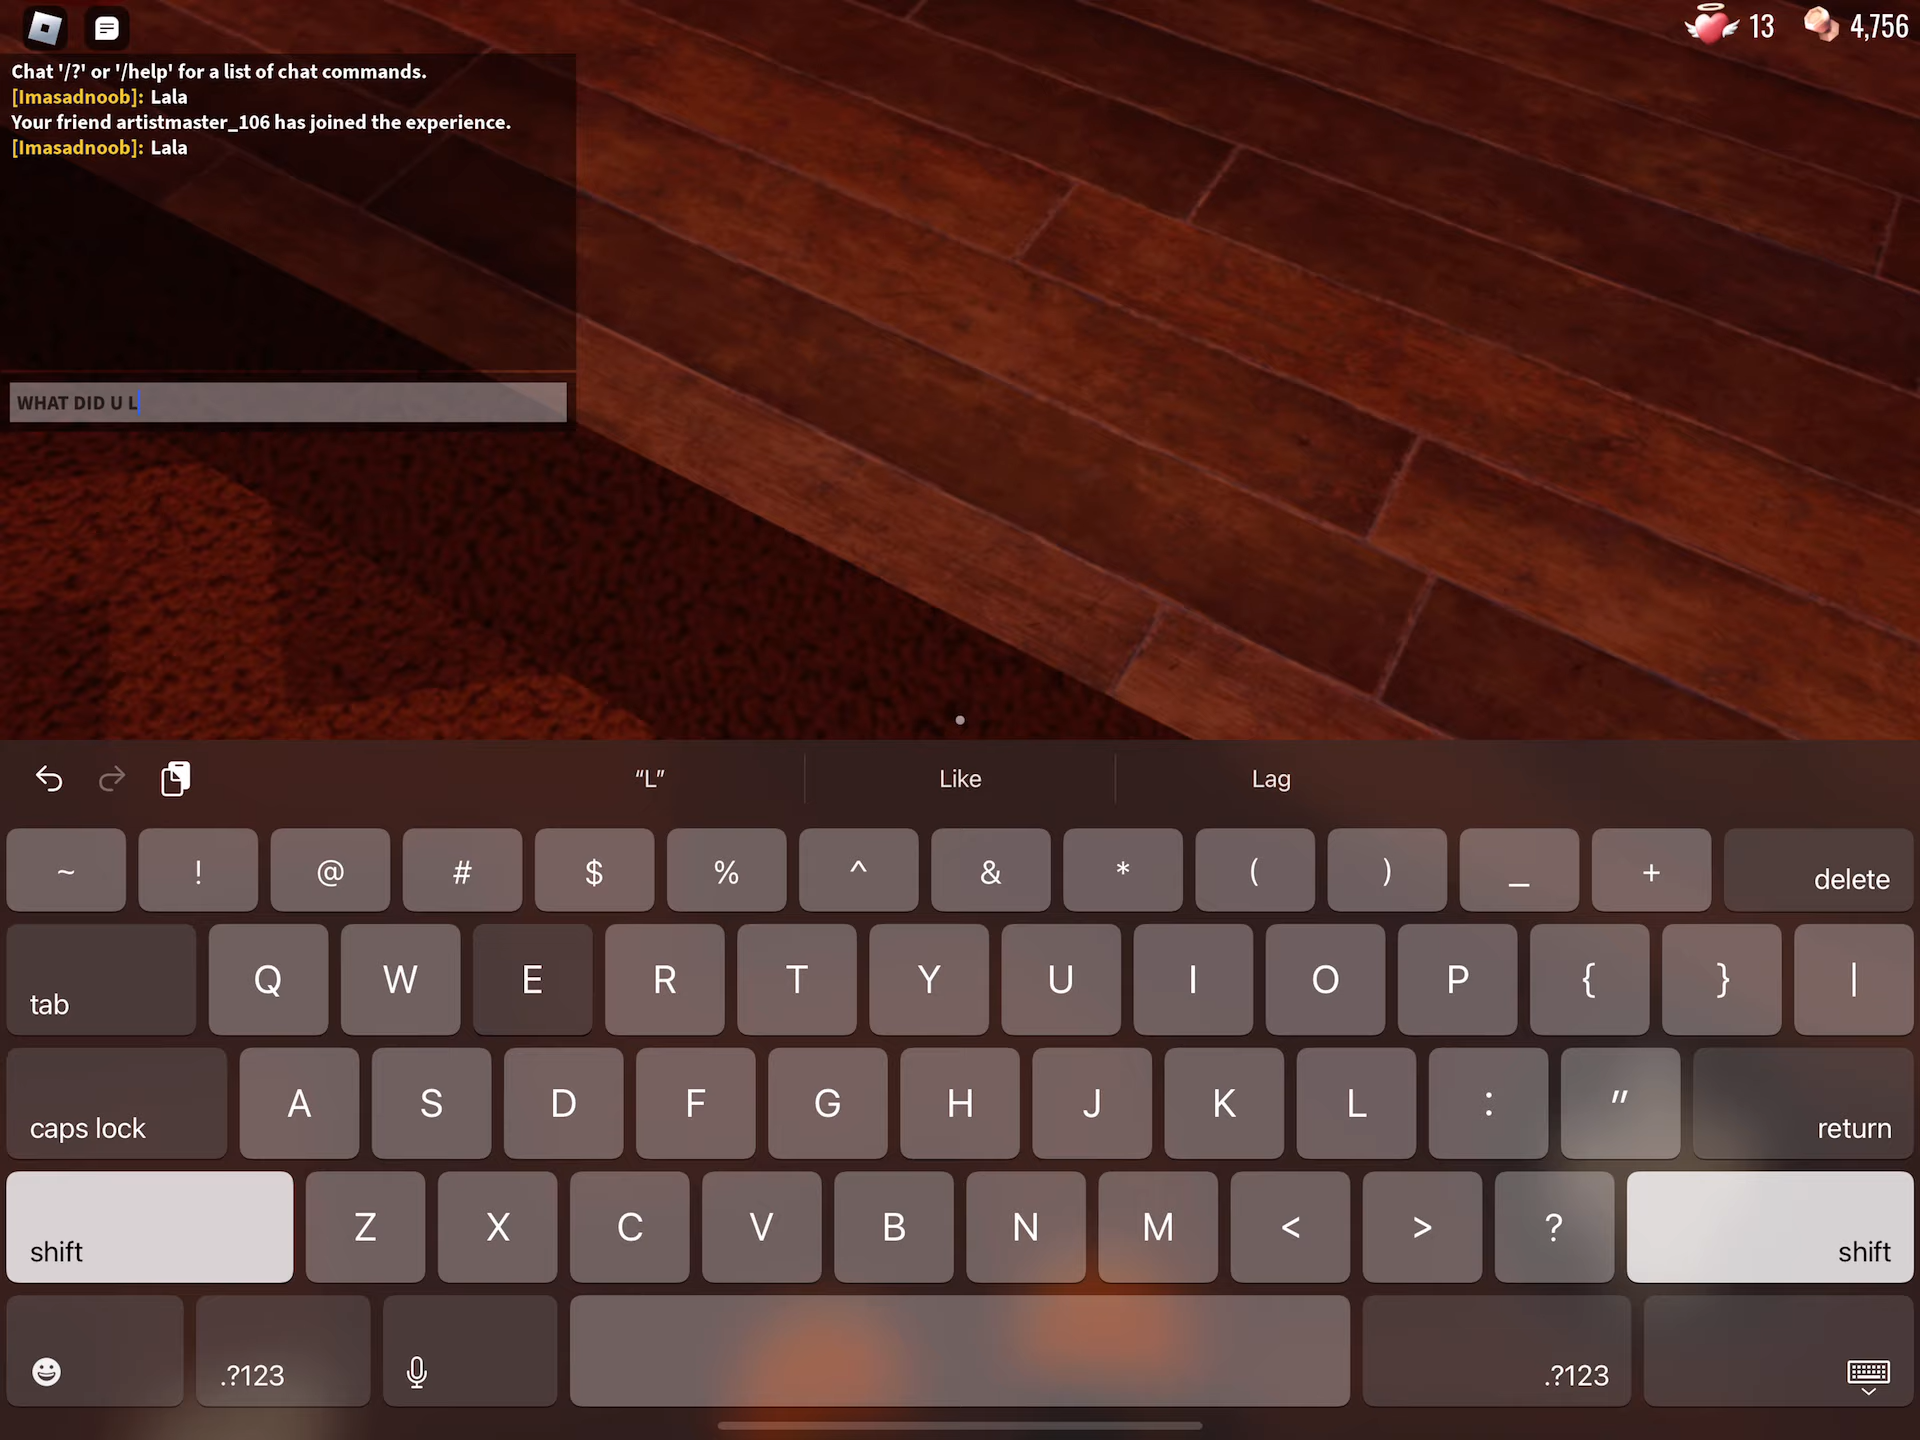 13 4,756
Chat '/?' or '/help' for a list of chat commands.
[Imasadnoob]: Lala
Your friend artistmaster_106 has joined the experience.
[Imasadnoob]: Lala
WHAT DID U L
“L” Like Lag
~ ! @ # $ % ^ & * ( ) _ + delete
tab Q W E R T Y U I O P { } |
caps lock A S D F G H J K L : " return
shift Z X C V B N M < > ? shift
.?123 .?123